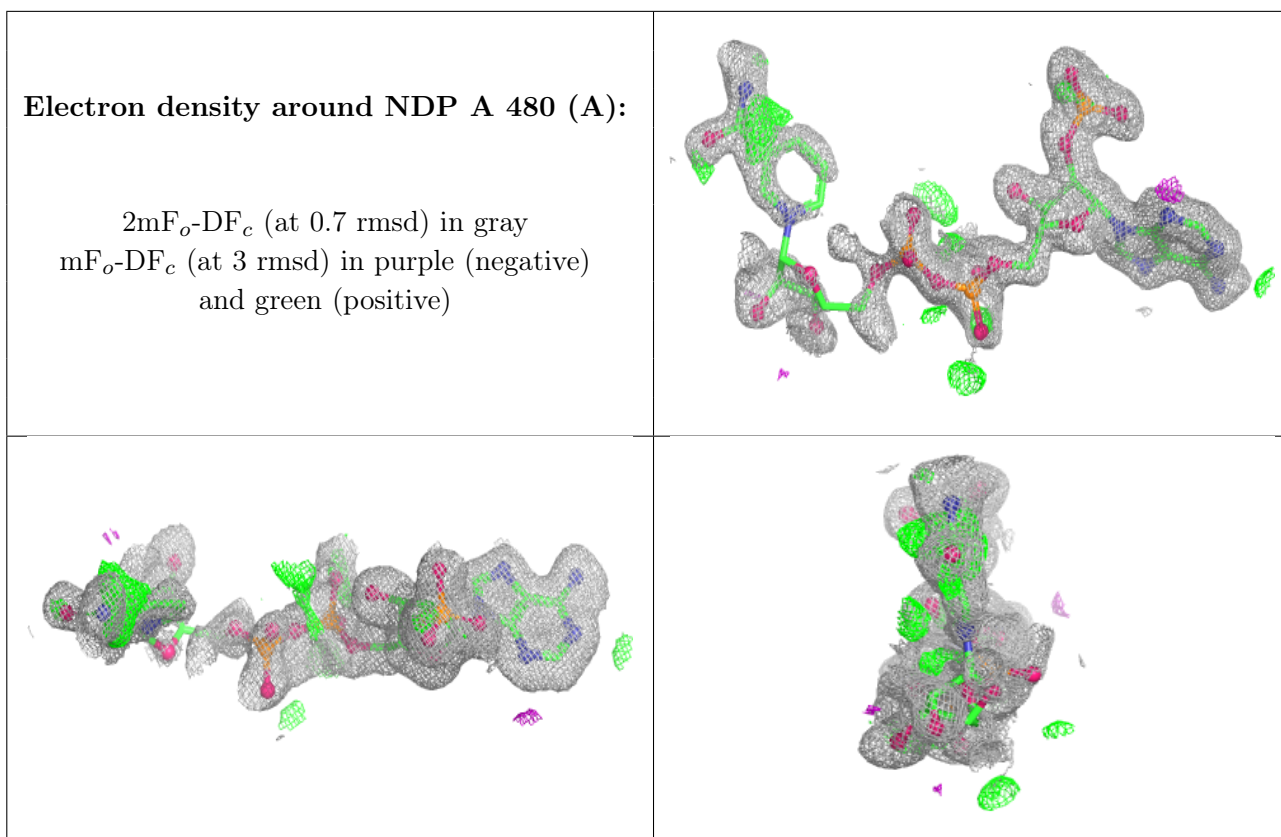 Electron density around NDP A 480 (A):
2mFo-DFc (at 0.7 rmsd) in gray
mFo-DFc (at 3 rmsd) in purple (negative)
and green (positive)